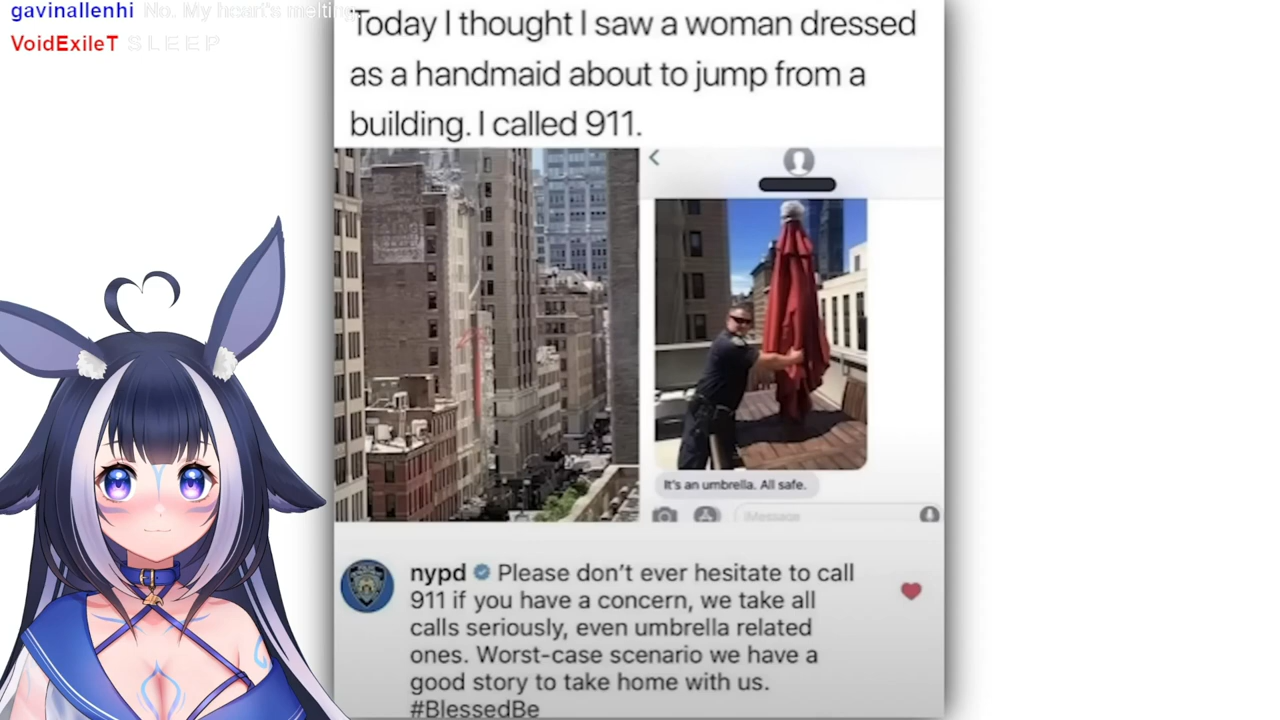 gavinallenhi No. My heart's melting.
VoidExileT S L E E P
Today I thought I saw a woman dressed
as a handmaid about to jump from a
building. I called 911.
It's an umbrella. All safe.
iMessage
nypd Please don't ever hesitate to call
911 if you have a concern, we take all
calls seriously, even umbrella related
ones. Worst-case scenario we have a
good story to take home with us.
#BlessedBe